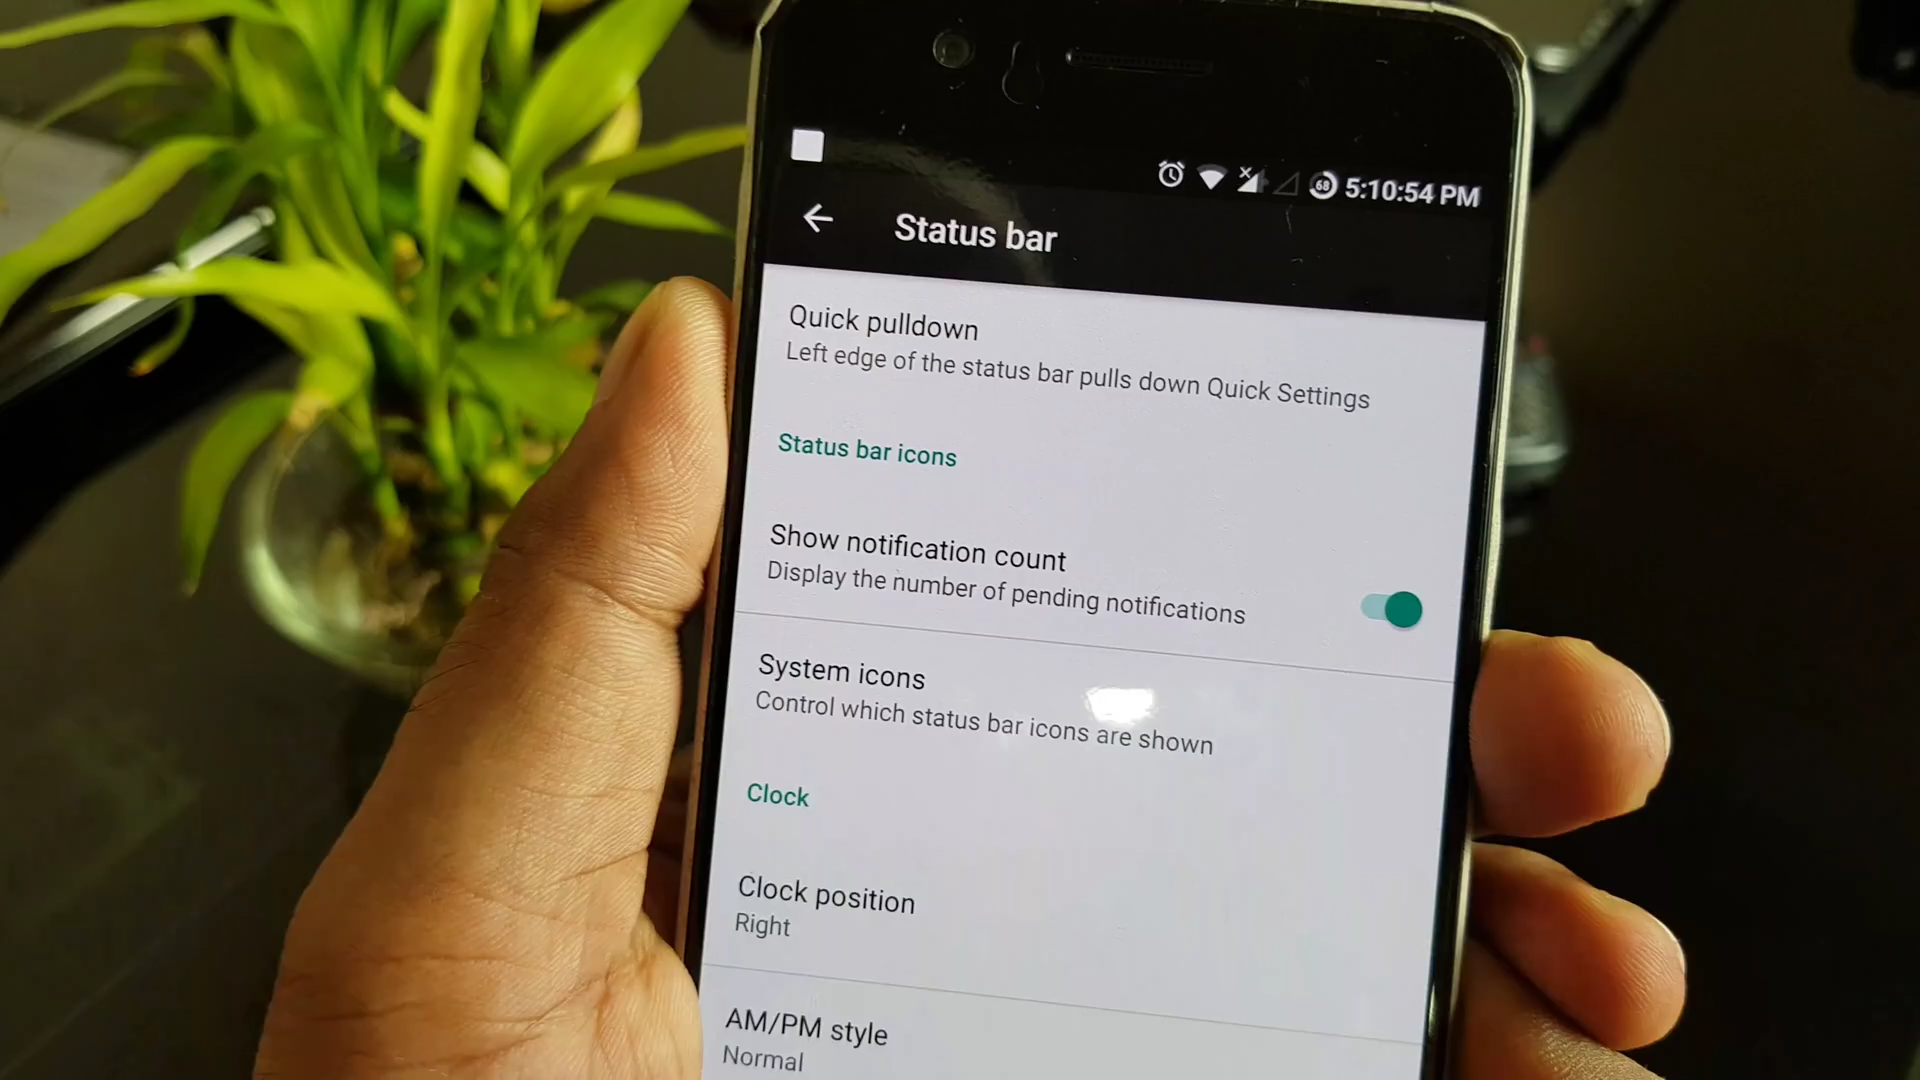 68 5:10:54 PM
Status bar
Quick pulldown
Left edge of the status bar pulls down Quick Settings
Status bar icons
Show notification count
Display the number of pending notifications
System icons
Control which status bar icons are shown
Clock
Clock position
Right
AM/PM style
Normal